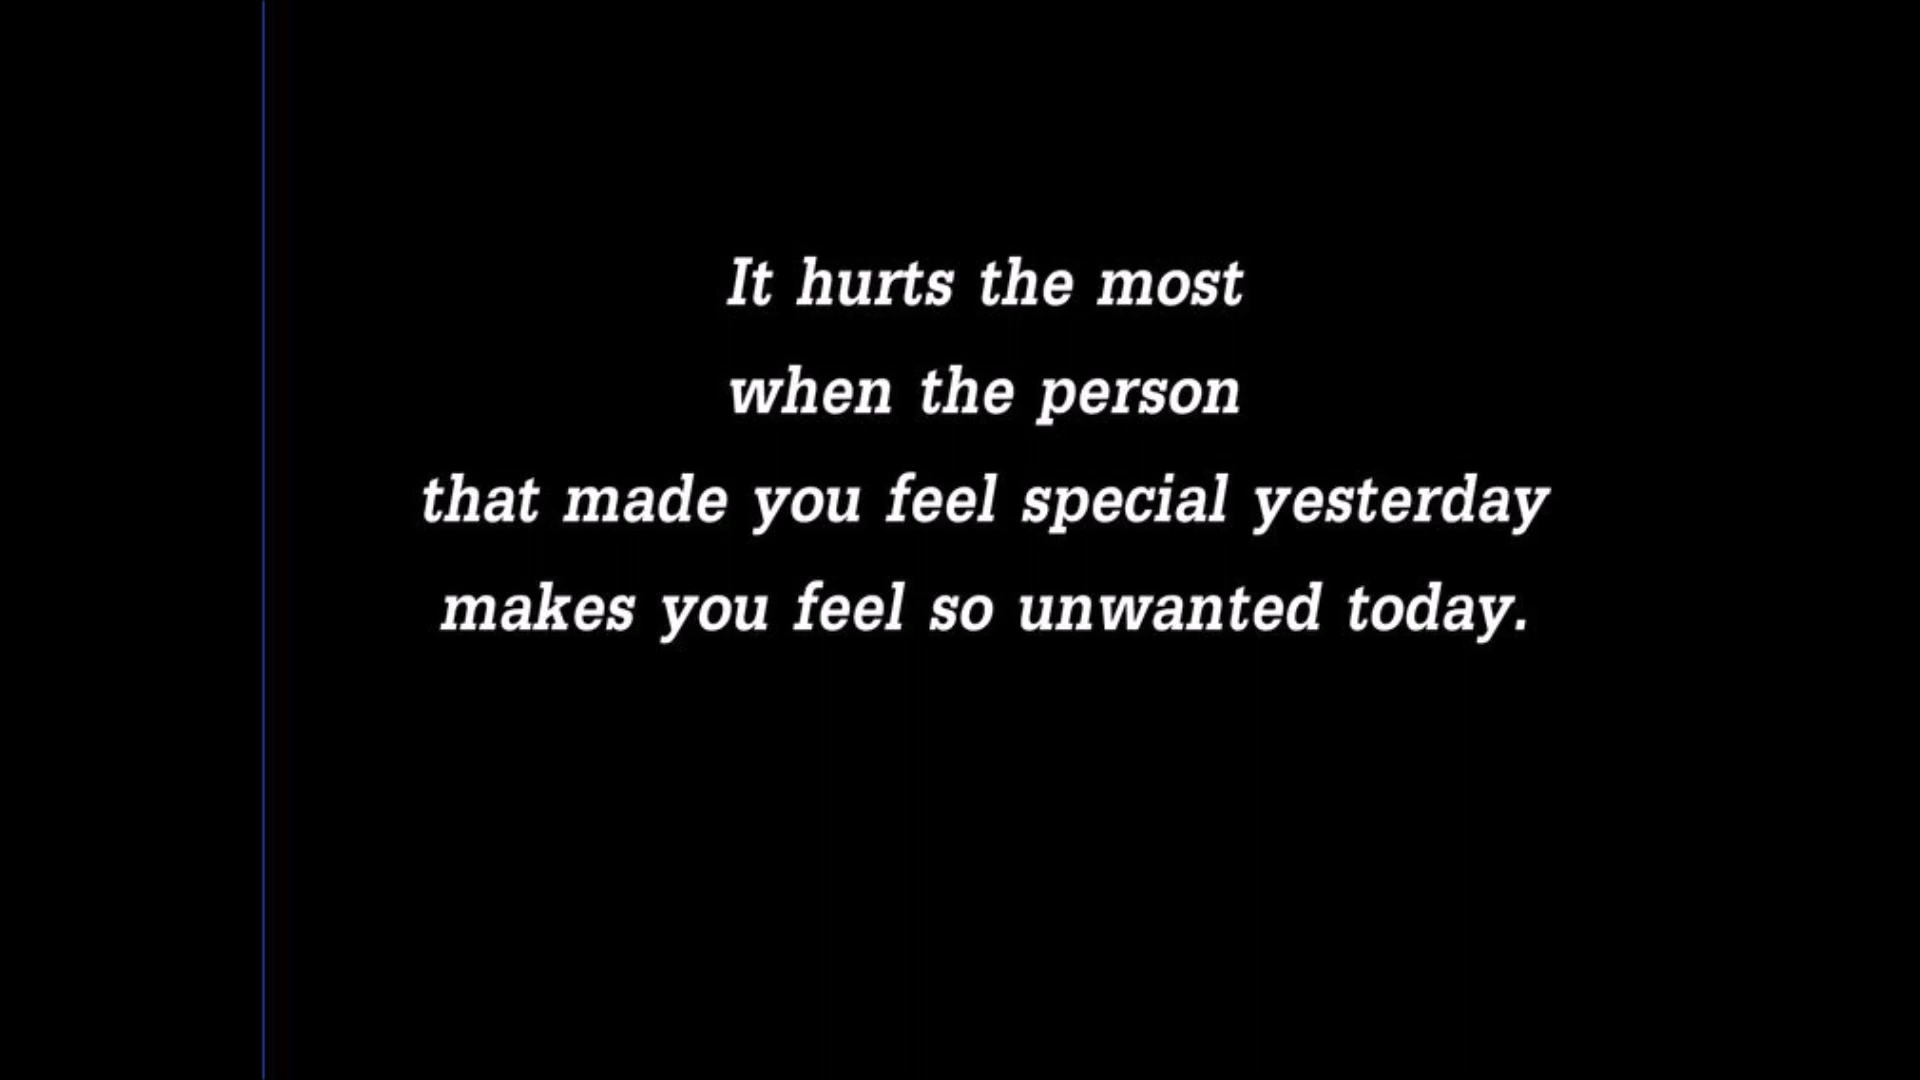 It hurts the most
when the person
that made you feel special yesterday
makes you feel so unwanted today.